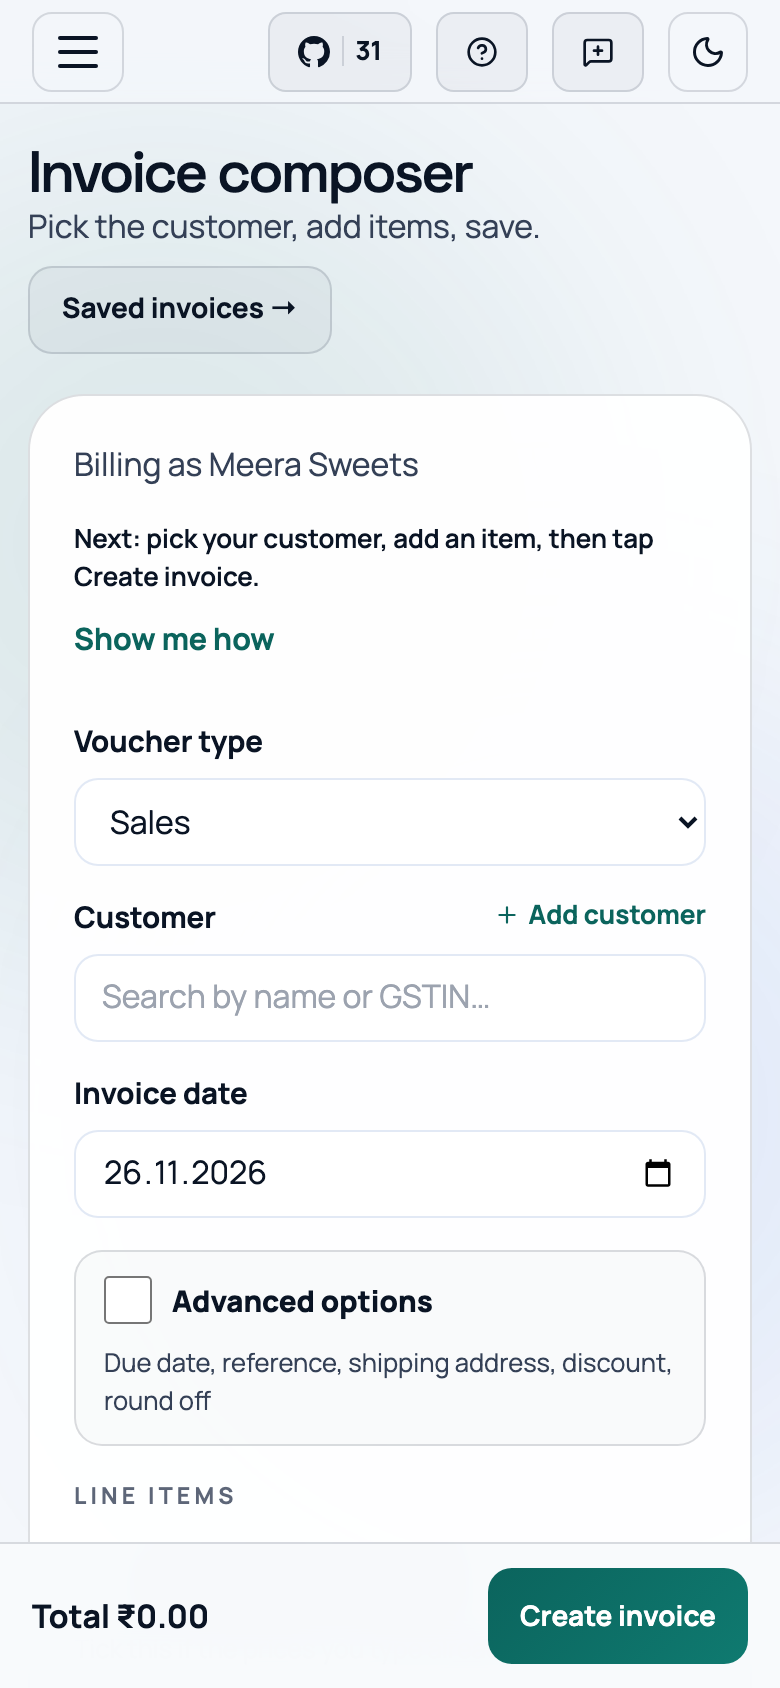 31
Invoice composer
Pick the customer, add items, save.
Saved invoices →
Billing as Meera Sweets
Next: pick your customer, add an item, then tap
Create invoice.
Show me how
Voucher type
Sales
Customer
+ Add customer
Search by name or GSTIN...
Invoice date
26.11.2026
Advanced options
Due date, reference, shipping address, discount,
round off
LINE ITEMS
Total ₹0.00
Create invoice